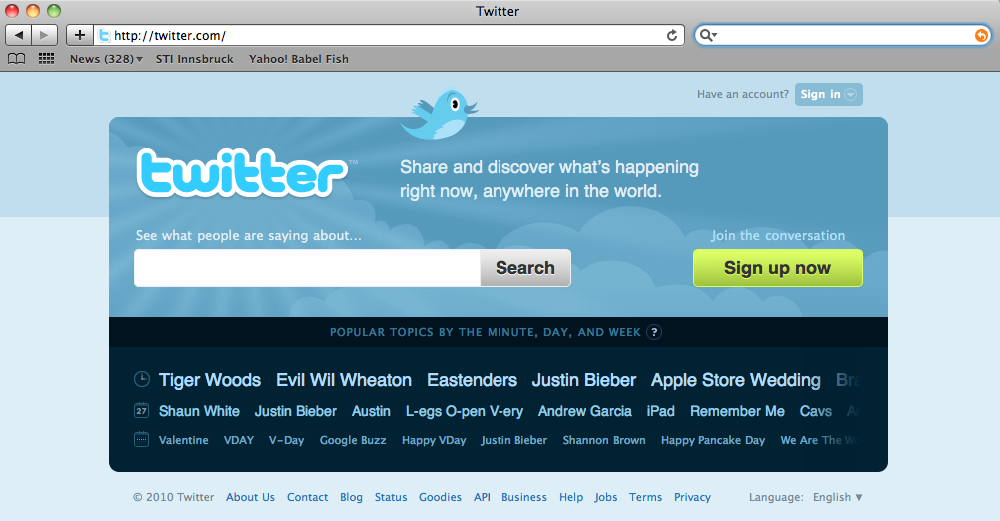 Twitter
http://twitter.com/
News (328) STI Innsbruck Yahoo! Babel Fish
Have an account? Sign in
twitter™
Share and discover what's happening
right now, anywhere in the world.
See what people are saying about...
Join the conversation
Search
Sign up now
POPULAR TOPICS BY THE MINUTE, DAY, AND WEEK ?
Tiger Woods Evil Wil Wheaton Eastenders Justin Bieber Apple Store Wedding Bra
27 Shaun White Justin Bieber Austin L-egs O-pen V-ery Andrew Garcia iPad Remember Me Cavs
Valentine VDAY V-Day Google Buzz Happy VDay Justin Bieber Shannon Brown Happy Pancake Day We Are The
© 2010 Twitter About Us Contact Blog Status Goodies API Business Help Jobs Terms Privacy Language: English